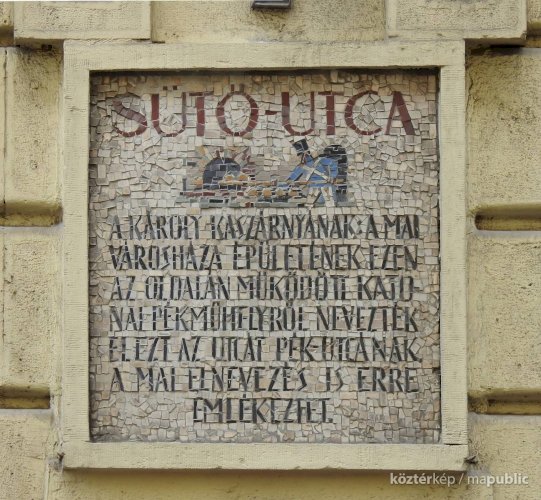 SÜTŐ-UTCA
A KÁROLY KASZÁRNYÁNAK: A MAI
VÁROSHÁZA ÉPÜLETÉNEK EZEN
AZ OLDALÁN MŰKÖDÖTT KATO-
NAI PÉKMŰHELYRŐL NEVEZTÉK
EL EZT AZ UTCÁT PÉK-UTCÁNAK.
A MAI ELNEVEZÉS IS ERRE
EMLÉKEZTET.
köztérkép / mapublic